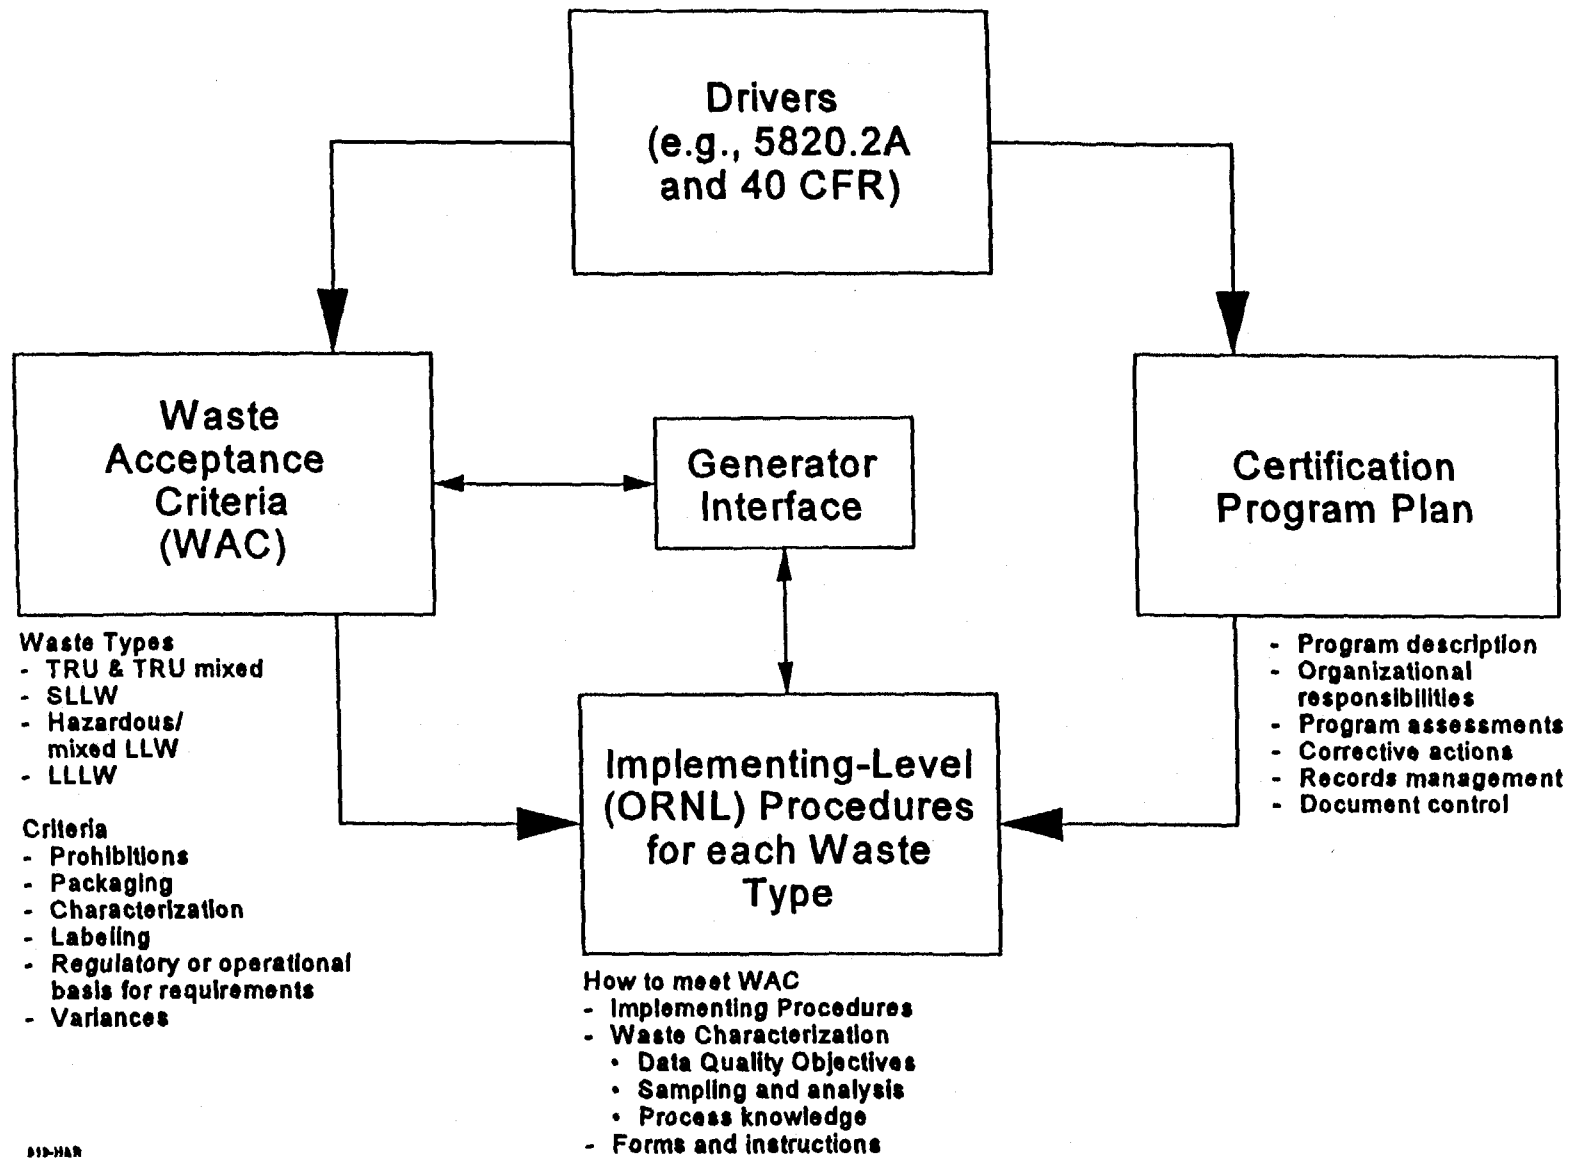 Drivers
(e.g., 5820.2A
and 40 CFR)
Waste
Acceptance
Criteria
(WAC)
Generator
Interface
Certification
Program Plan
Waste Types
- TRU & TRU mixed
- SLLW
- Hazardous/
mixed LLW
- LLLW
Criteria
- Prohibitions
- Packaging
- Characterization
- Labeling
- Regulatory or operational
basis for requirements
- Variances
Implementing-Level
(ORNL) Procedures
for each Waste
Type
How to meet WAC
- Implementing Procedures
- Waste Characterization
• Data Quality Objectives
• Sampling and analysis
• Process knowledge
- Forms and instructions
- Program description
- Organizational
responsibilities
- Program assessments
- Corrective actions
- Records management
- Document control